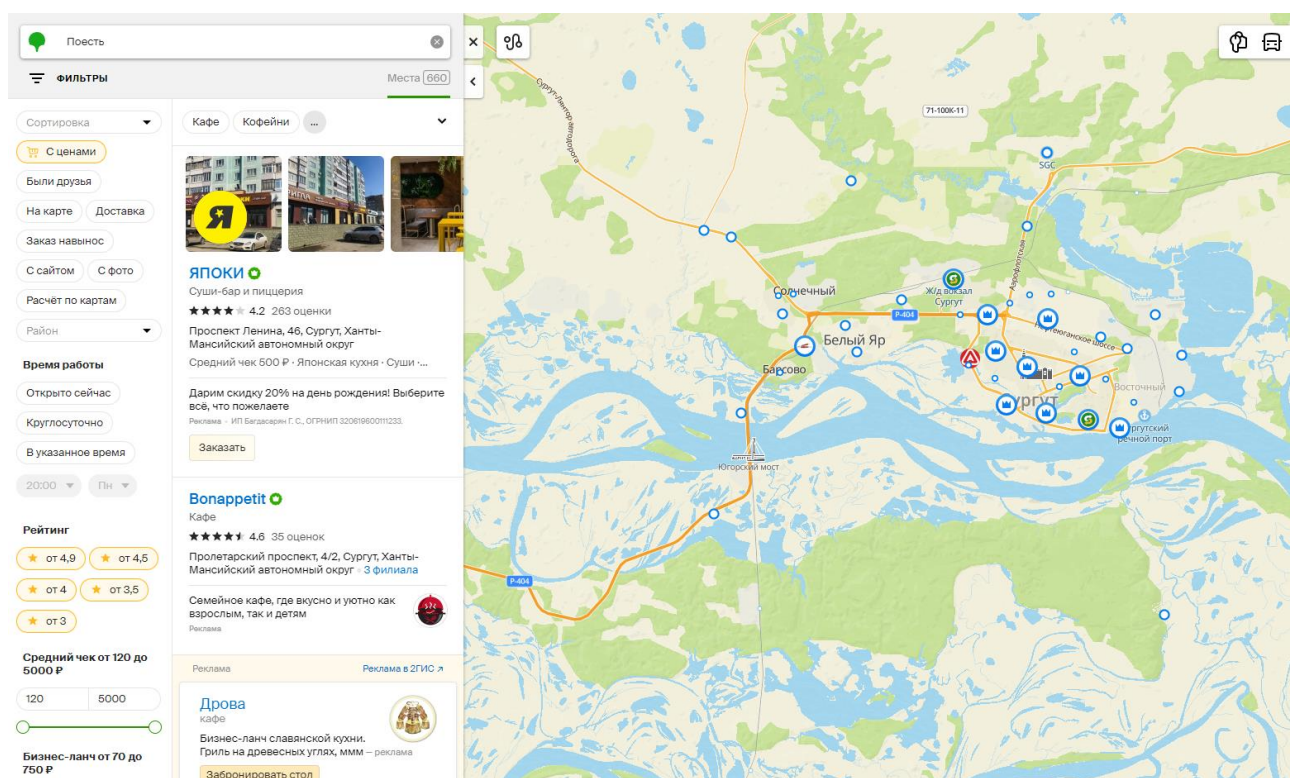 Поесть
ФИЛЬТРЫ
Места 660
Сортировка
С ценами
Были друзья
На карте Доставка
Заказ навынос
С сайтом С фото
Расчёт по картам
Район
Время работы
Открыто сейчас
Круглосуточно
В указанное время
20:00 Пн
Рейтинг
от 4,9 от 4,5
от 4 от 3,5
от 3
Средний чек от 120 до
5000 ₽
120 5000
Бизнес-ланч от 70 до
750 ₽
Кафе Кофейни ...
Я
ЯПОКИ
Суши-бар и пиццерия
4.2 263 оценки
Проспект Ленина, 46, Сургут, Ханты-
Мансийский автономный округ
Средний чек 500 ₽ · Японская кухня · Суши ·...
Дарим скидку 20% на день рождения! Выберите
всё, что пожелаете
Реклама · ИП Багдасарян Г. С., ОГРНИП 320619600111233.
Заказать
Bonappetit
Кафе
4.6 35 оценок
Пролетарский проспект, 4/2, Сургут, Ханты-
Мансийский автономный округ · 3 филиала
Семейное кафе, где вкусно и уютно как
взрослым, так и детям
Реклама
Реклама Реклама в 2ГИС
Дрова
кафе
Бизнес-ланч славянской кухни.
Гриль на древесных углях, ммм – реклама
Забронировать стол
Сургут-Лянтор автодорога
71-100К-11
SGC
Аэрофлотская
Солнечный
Ж/д вокзал
Сургут
Р-404
Нефтеюганское шоссе
Белый Яр
Барсово
Восточный
ургут
ургутский
речной порт
Югорский мост
Р-404